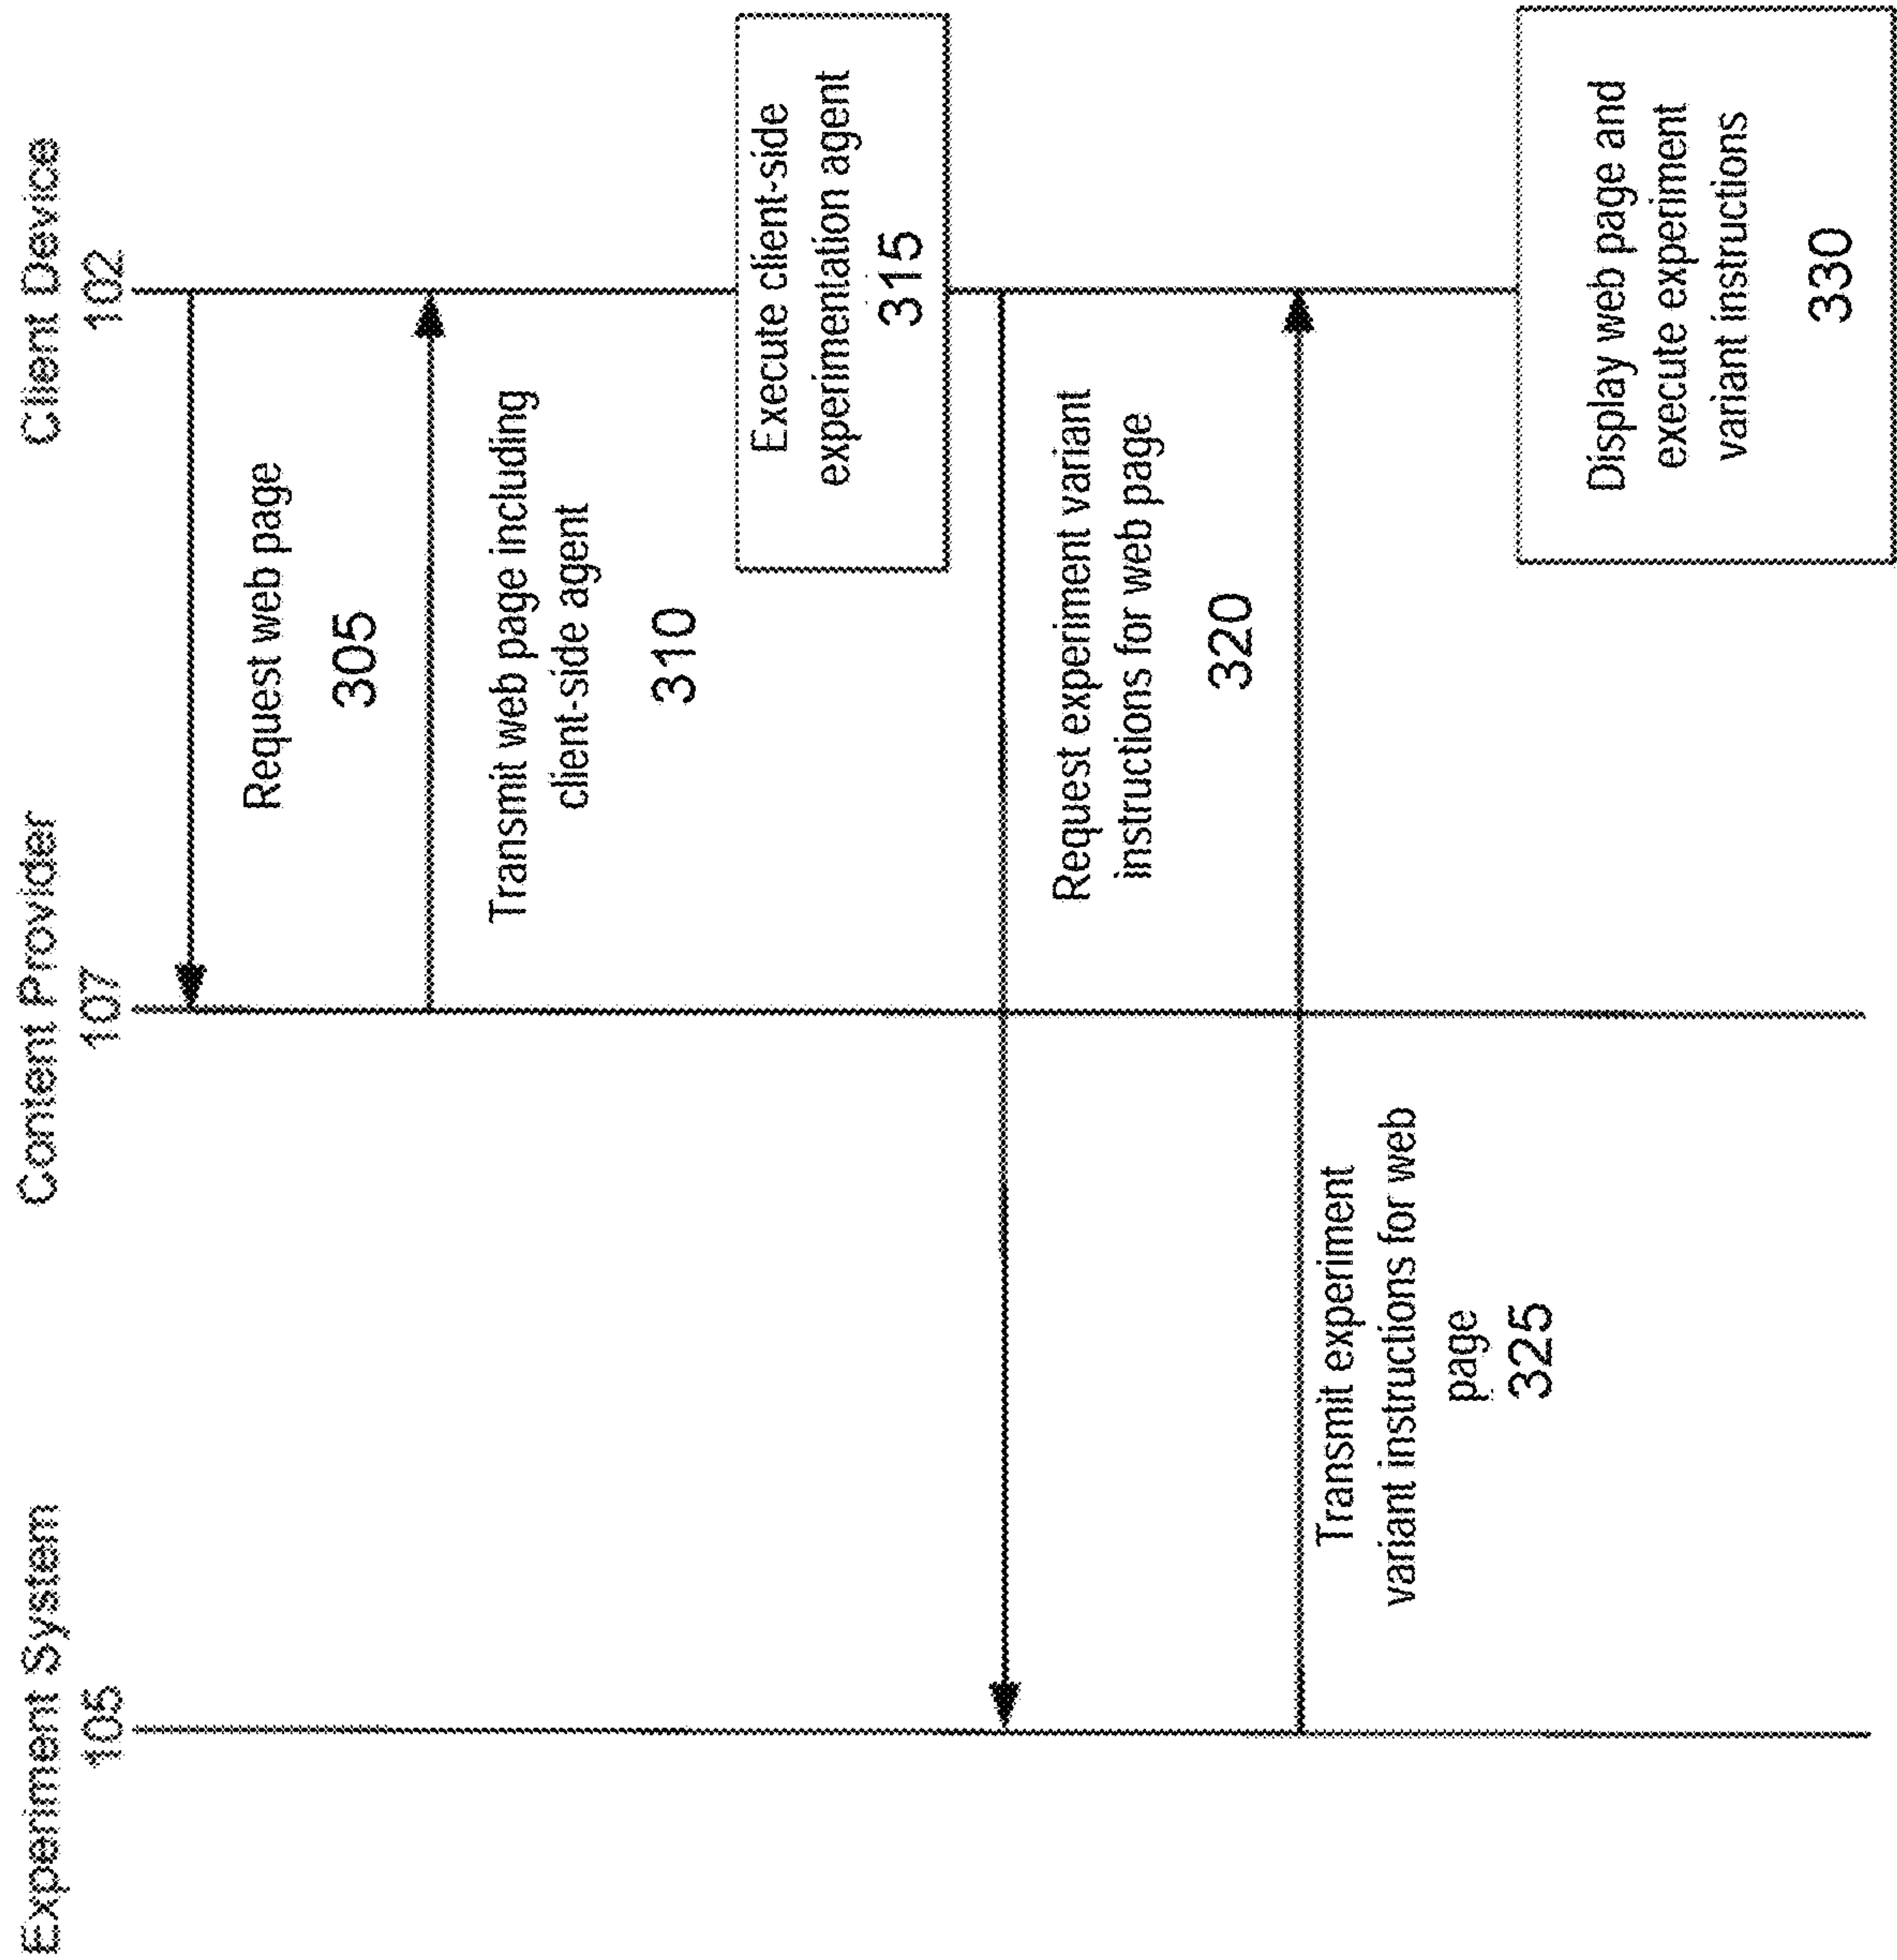 Experiment System
105
Content Provider
107
Client Device
102
Request web page
305
Transmit web page including
client-side agent
310
Execute client-side
experimentation agent
315
Request experiment variant
instructions for web page
320
Transmit experiment
variant instructions for web
page
325
Display web page and
execute experiment
variant instructions
330